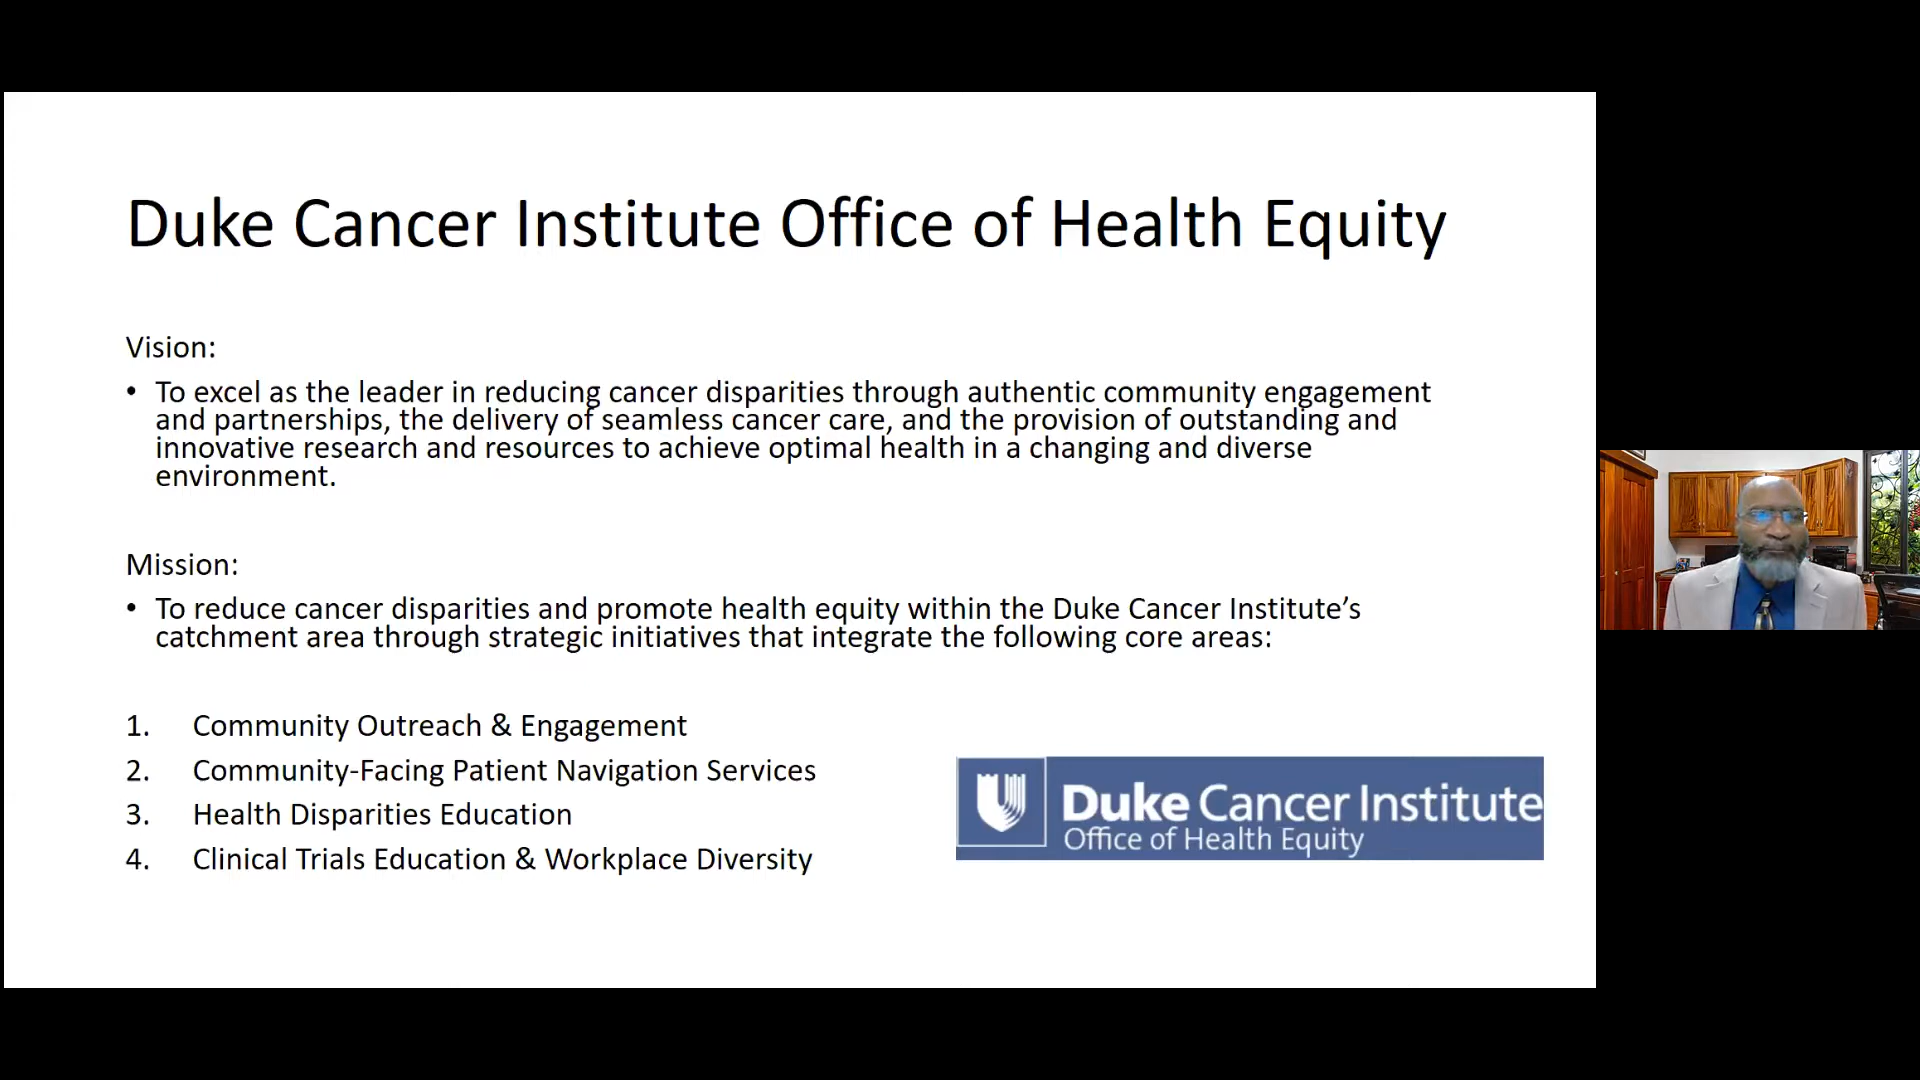 Duke Cancer Institute Office of Health Equity
Vision:
• To excel as the leader in reducing cancer disparities through authentic community engagement
and partnerships, the delivery of seamless cancer care, and the provision of outstanding and
innovative research and resources to achieve optimal health in a changing and diverse
environment.
Mission:
• To reduce cancer disparities and promote health equity within the Duke Cancer Institute’s
catchment area through strategic initiatives that integrate the following core areas:
1. Community Outreach & Engagement
2. Community-Facing Patient Navigation Services
3. Health Disparities Education
4. Clinical Trials Education & Workplace Diversity
Duke Cancer Institute
Office of Health Equity